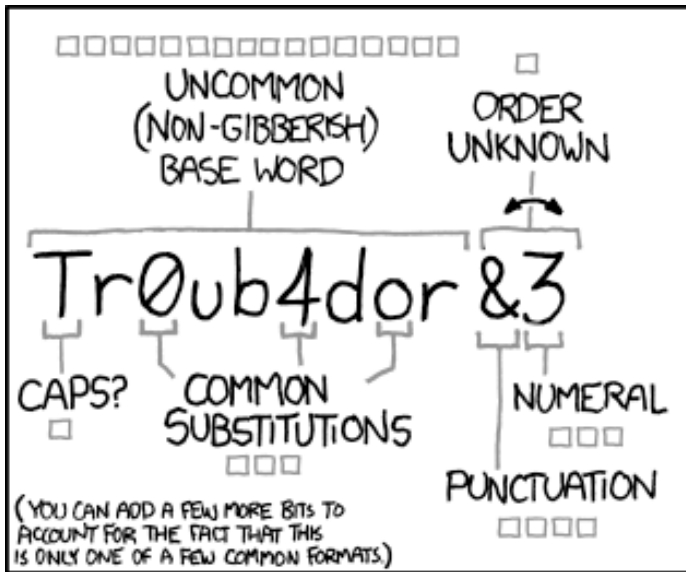 UNCOMMON
(NON-GIBBERISH)
BASE WORD
ORDER
UNKNOWN
Tr0ub4dor &3
CAPS?
COMMON
SUBSTITUTIONS
NUMERAL
PUNCTUATION
(YOU CAN ADD A FEW MORE BITS TO
ACCOUNT FOR THE FACT THAT THIS
IS ONLY ONE OF A FEW COMMON FORMATS.)